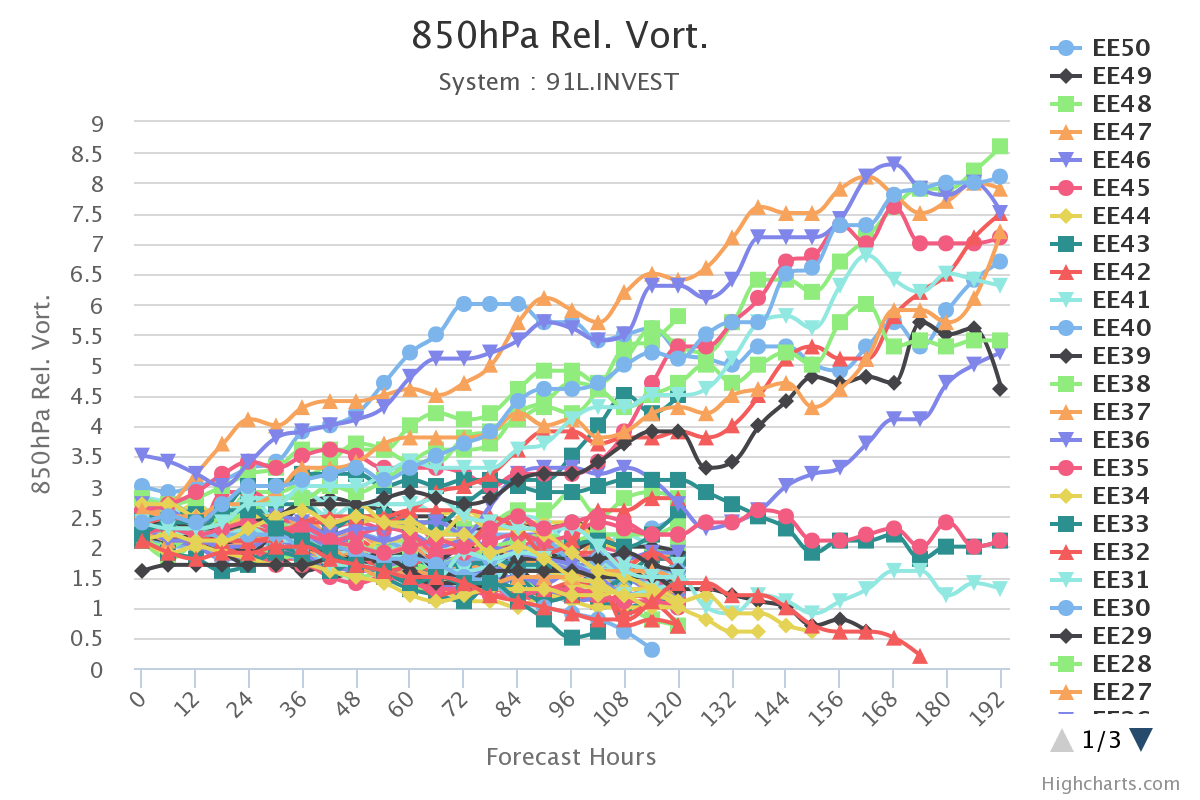 850hPa Rel. Vort.
System : 91L.INVEST
850hPa Rel. Vort.
9
8.5
8
7.5
7
6.5
6
5.5
5
4.5
4
3.5
3
2.5
2
1.5
1
0.5
0
0 12 24 36 48 60 72 84 96 108 120 132 144 156 168 180 192
Forecast Hours
EE50
EE49
EE48
EE47
EE46
EE45
EE44
EE43
EE42
EE41
EE40
EE39
EE38
EE37
EE36
EE35
EE34
EE33
EE32
EE31
EE30
EE29
EE28
EE27
1/3
Highcharts.com